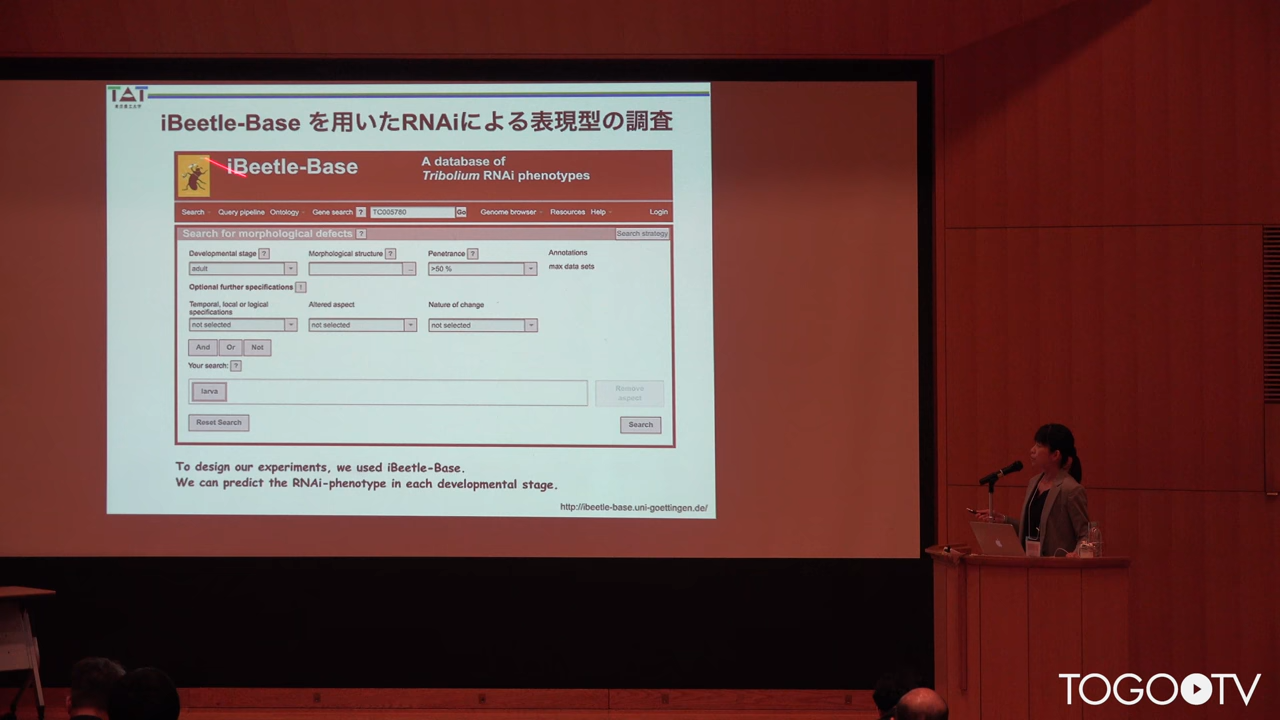 TAT
iBeetle-Base を用いたRNAiによる表現型の調査
iBeetle-Base
A database of
Tribolium RNAi phenotypes
Search Query pipeline Ontology Gene search ? TC005780 Go Genome browser Resources Help Login
Search for morphological defects ? Search strategy
Developmental stage ? Morphological structure ? Penetrance ? Annotations
adult ... >50 % max data sets
Optional further specifications !
Temporal, local or logical specifications Altered aspect Nature of change
not selected not selected not selected
And Or Not
Your search: ?
larva
Remove aspect
Reset Search Search
To design our experiments, we used iBeetle-Base.
We can predict the RNAi-phenotype in each developmental stage.
http://ibeetle-base.uni-goettingen.de/
TOGOTV